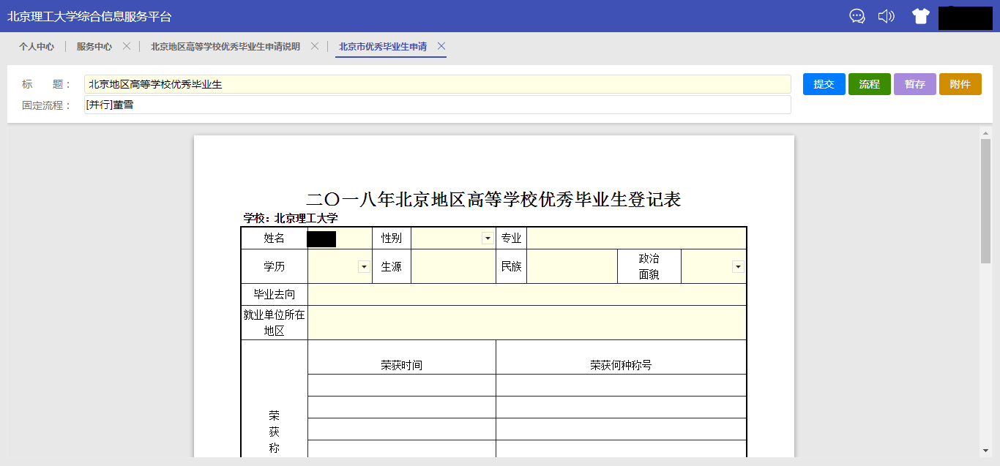 北京理工大学综合信息服务平台
个人中心 服务中心 北京地区高等学校优秀毕业生申请说明 北京市优秀毕业生申请
标 题： 北京地区高等学校优秀毕业生 提交 流程 暂存 附件
固定流程： [并行]董雪
二〇一八年北京地区高等学校优秀毕业生登记表
学校：北京理工大学
姓名 性别 专业
学历 生源 民族 政治
面貌
毕业去向
就业单位所在
地区
荣获时间 荣获何种称号
荣
获
称